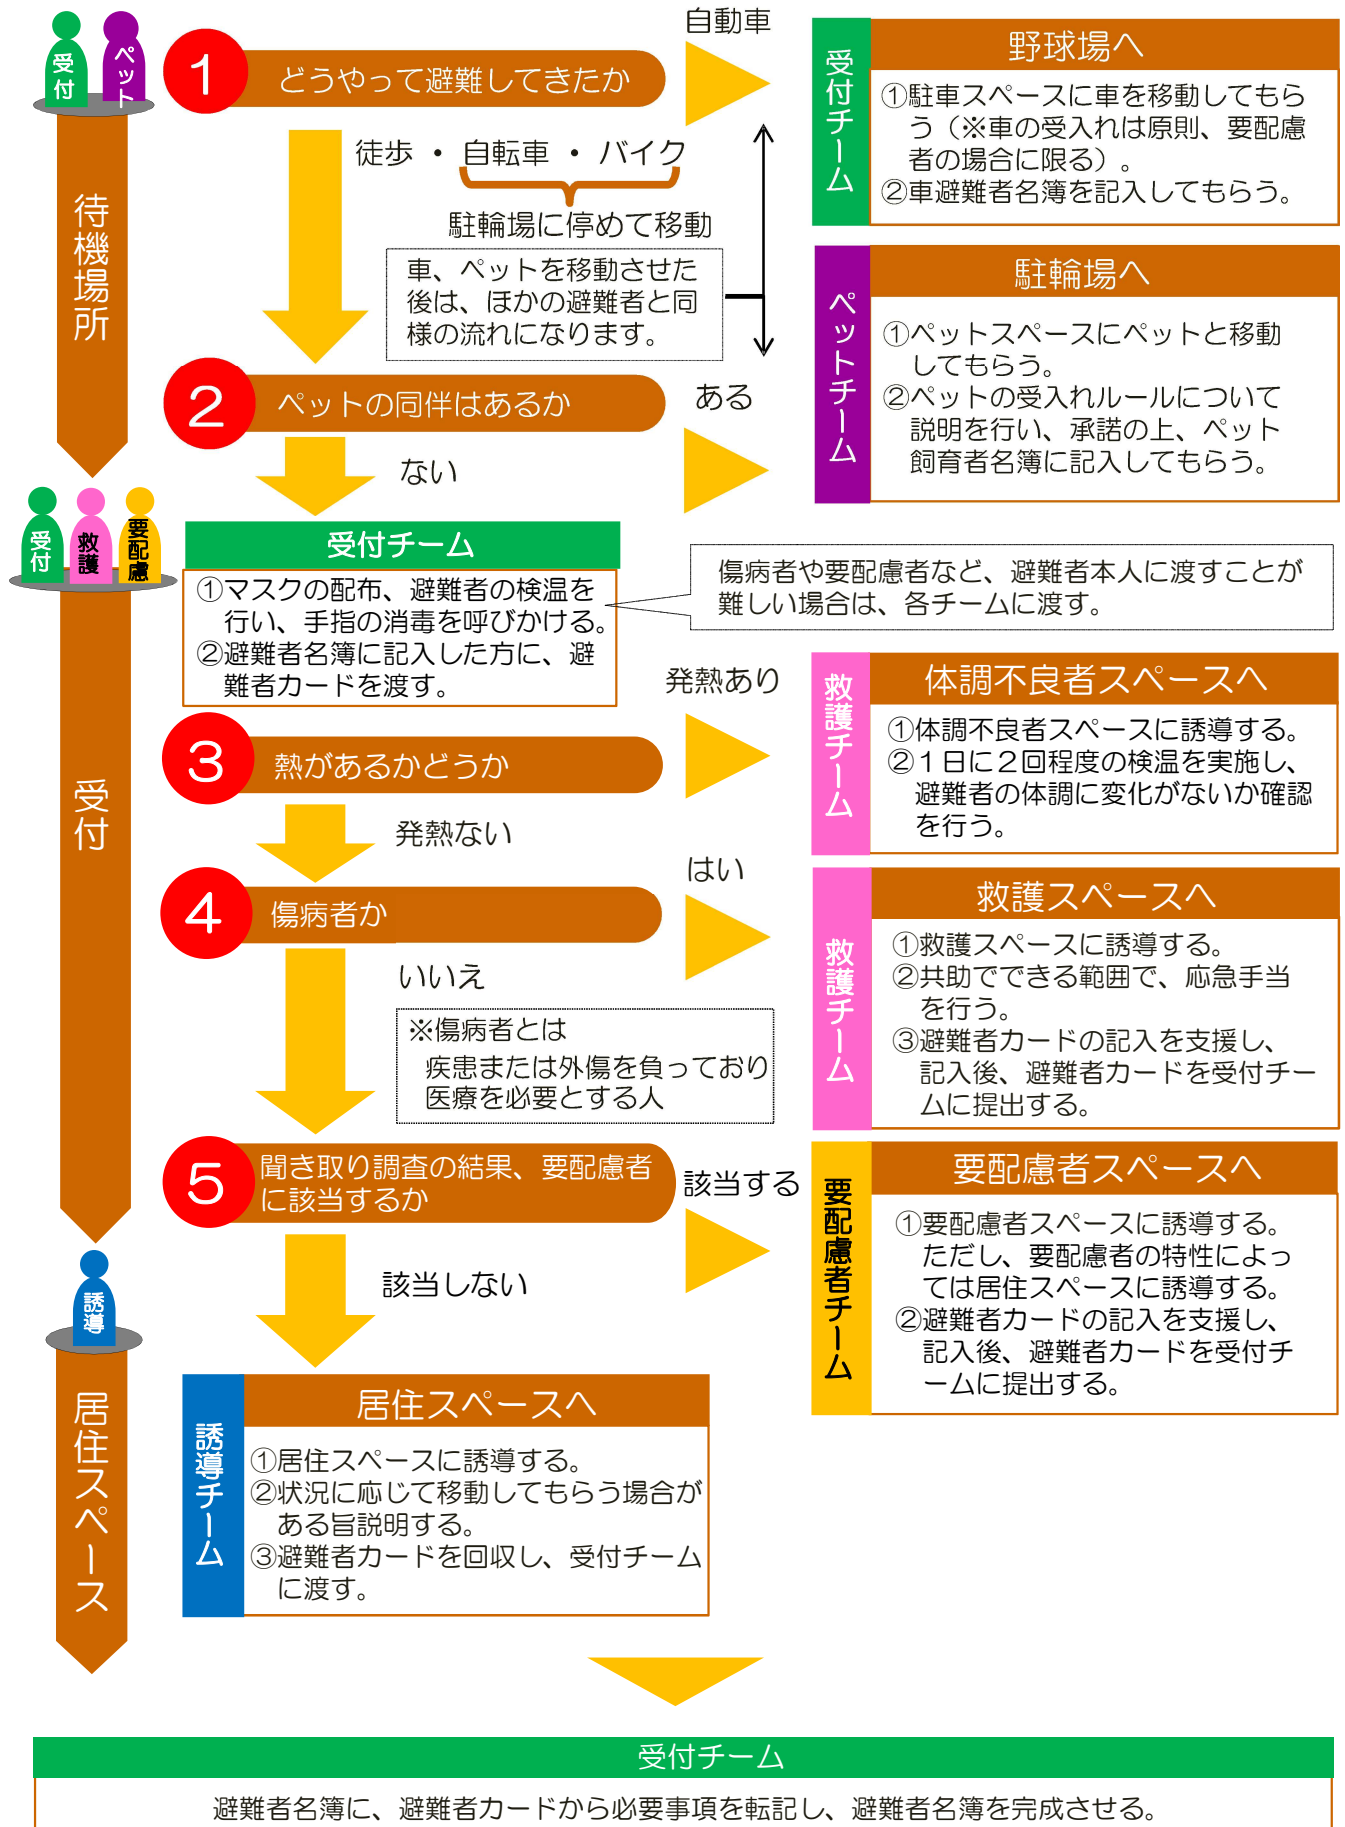 受付
ペット
待機場所
1
どうやって避難してきたか
自動車
徒歩 ・ 自転車 ・ バイク
駐輪場に停めて移動
車、ペットを移動させた
後は、ほかの避難者と同
様の流れになります。
受付チーム
野球場へ
①駐車スペースに車を移動してもら
う（※車の受入れは原則、要配慮
者の場合に限る）。
②車避難者名簿を記入してもらう。
2
ペットの同伴はあるか
ある
ない
ペットチーム
駐輪場へ
①ペットスペースにペットと移動
してもらう。
②ペットの受入れルールについて
説明を行い、承諾の上、ペット
飼育者名簿に記入してもらう。
受付
救護
要配慮
受付
受付チーム
①マスクの配布、避難者の検温を
行い、手指の消毒を呼びかける。
②避難者名簿に記入した方に、避
難者カードを渡す。
傷病者や要配慮者など、避難者本人に渡すことが
難しい場合は、各チームに渡す。
3
熱があるかどうか
発熱あり
発熱ない
救護チーム
体調不良者スペースへ
①体調不良者スペースに誘導する。
②１日に２回程度の検温を実施し、
避難者の体調に変化がないか確認
を行う。
4
傷病者か
はい
いいえ
※傷病者とは
疾患または外傷を負っており
医療を必要とする人
救護チーム
救護スペースへ
①救護スペースに誘導する。
②共助でできる範囲で、応急手当
を行う。
③避難者カードの記入を支援し、
記入後、避難者カードを受付チー
ムに提出する。
5
聞き取り調査の結果、要配慮者
に該当するか
該当する
該当しない
要配慮者チーム
要配慮者スペースへ
①要配慮者スペースに誘導する。
ただし、要配慮者の特性によっ
ては居住スペースに誘導する。
②避難者カードの記入を支援し、
記入後、避難者カードを受付チ
ームに提出する。
誘導
居住スペース
誘導チーム
居住スペースへ
①居住スペースに誘導する。
②状況に応じて移動してもらう場合が
ある旨説明する。
③避難者カードを回収し、受付チーム
に渡す。
受付チーム
避難者名簿に、避難者カードから必要事項を転記し、避難者名簿を完成させる。